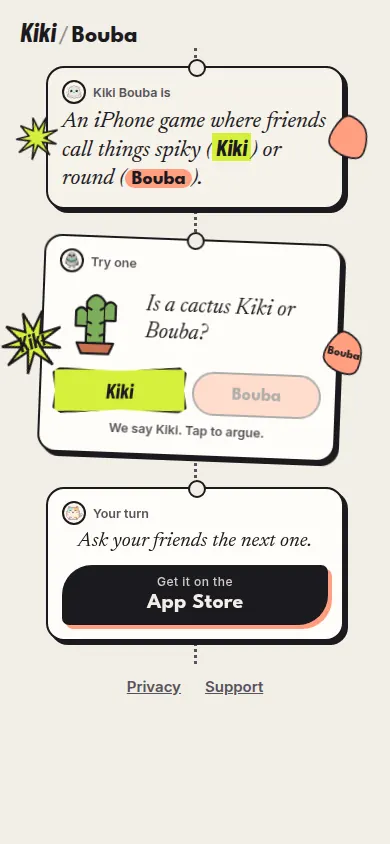 Kiki / Bouba
Kiki Bouba is
An iPhone game where friends
call things spiky (Kiki) or
round (Bouba).
Try one
Is a cactus Kiki or
Bouba?
Kiki
Bouba
Kiki
Bouba
We say Kiki. Tap to argue.
Your turn
Ask your friends the next one.
Get it on the
App Store
Privacy Support